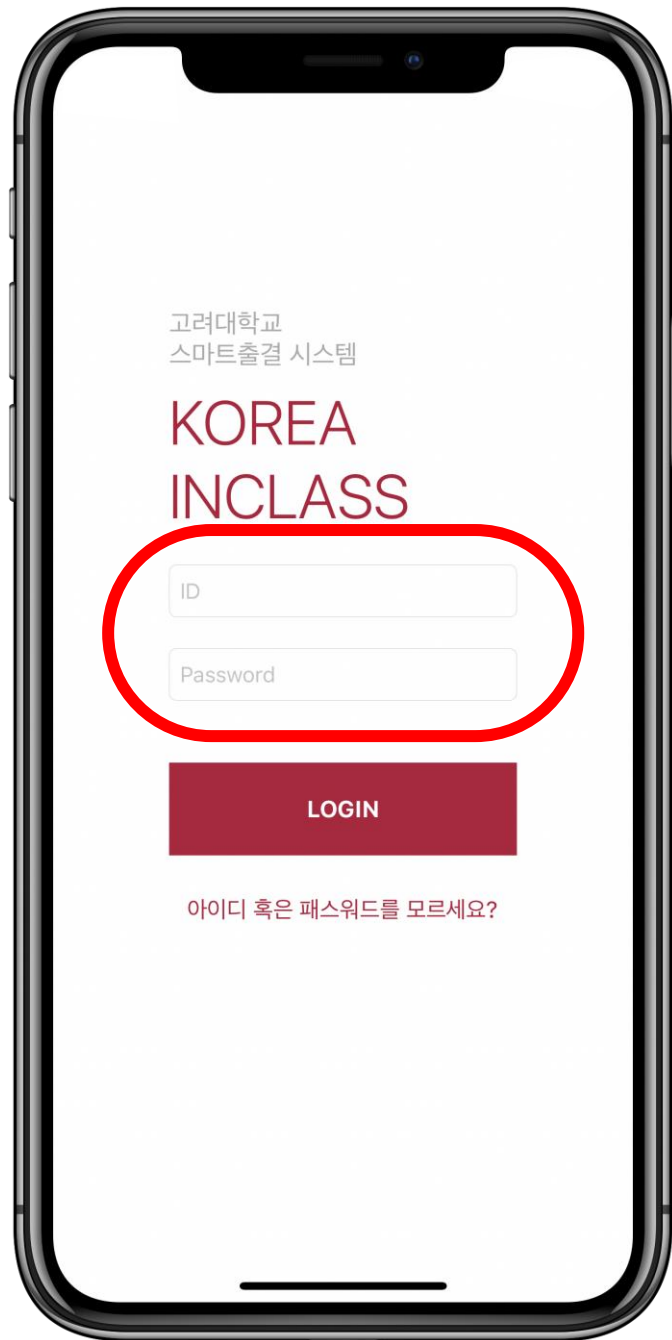 고려대학교
스마트출결 시스템
KOREA
INCLASS
ID
Password
LOGIN
아이디 혹은 패스워드를 모르세요?